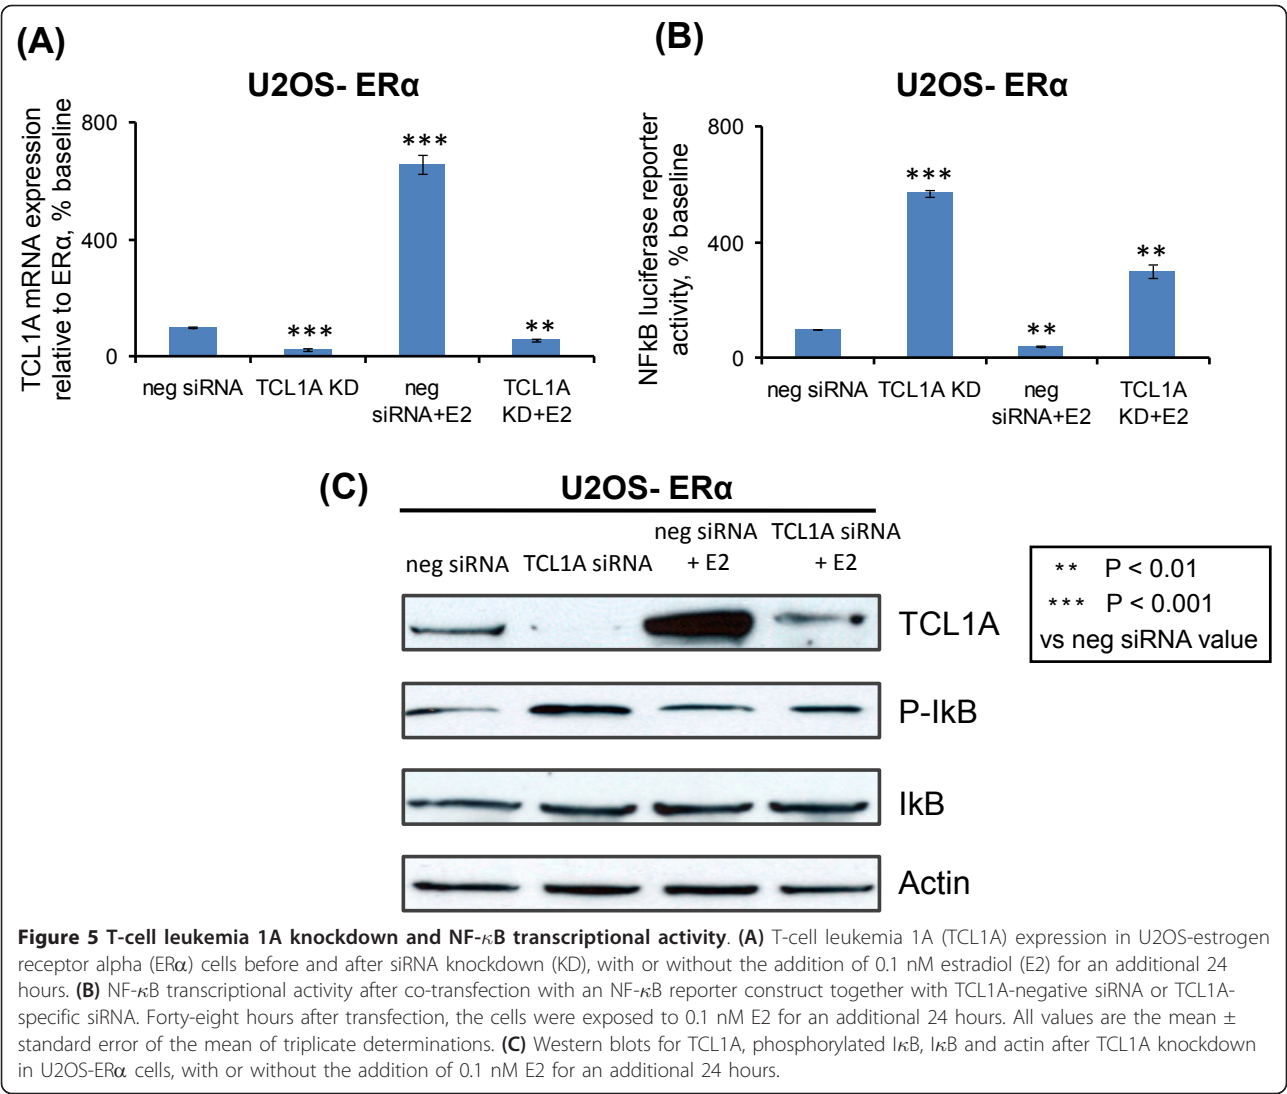 (A)
U2OS- ERα
TCL1A mRNA expression
relative to ERα, % baseline
800
400
0
***
***
**
neg siRNA TCL1A KD neg siRNA+E2 TCL1A KD+E2
(B)
U2OS- ERα
NFkB luciferase reporter
activity, % baseline
800
400
0
***
**
**
neg siRNA TCL1A KD neg siRNA+E2 TCL1A KD+E2
(C)
U2OS- ERα
neg siRNA TCL1A siRNA neg siRNA + E2 TCL1A siRNA + E2
TCL1A
P-IkB
IkB
Actin
** P < 0.01
*** P < 0.001
vs neg siRNA value
Figure 5 T-cell leukemia 1A knockdown and NF-κB transcriptional activity. (A) T-cell leukemia 1A (TCL1A) expression in U2OS-estrogen
receptor alpha (ERα) cells before and after siRNA knockdown (KD), with or without the addition of 0.1 nM estradiol (E2) for an additional 24
hours. (B) NF-κB transcriptional activity after co-transfection with an NF-κB reporter construct together with TCL1A-negative siRNA or TCL1A-
specific siRNA. Forty-eight hours after transfection, the cells were exposed to 0.1 nM E2 for an additional 24 hours. All values are the mean ±
standard error of the mean of triplicate determinations. (C) Western blots for TCL1A, phosphorylated IκB, IκB and actin after TCL1A knockdown
in U2OS-ERα cells, with or without the addition of 0.1 nM E2 for an additional 24 hours.